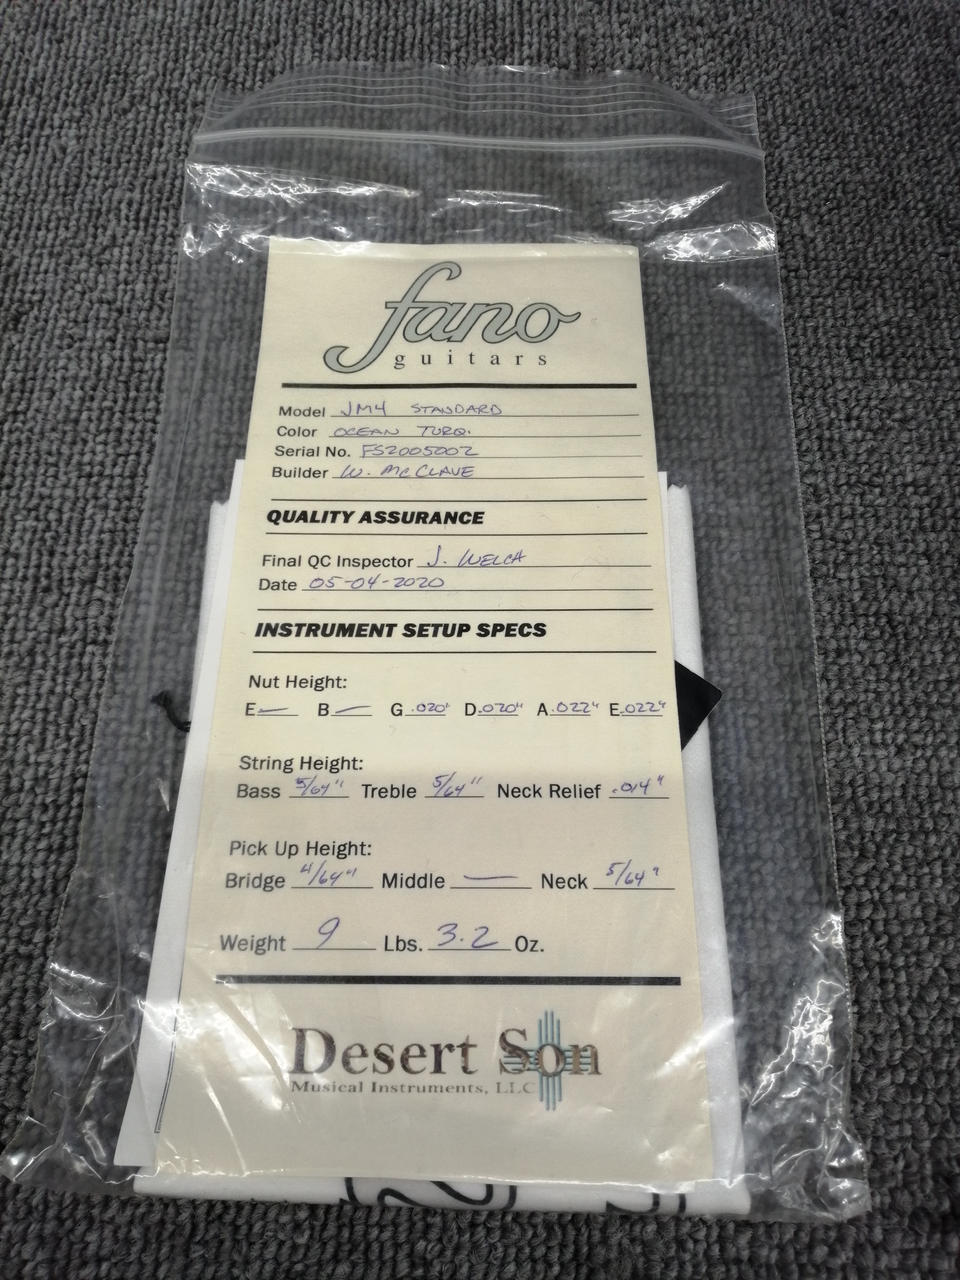 fano
guitars
Model JM4 STANDARD
Color OCEAN TURQ.
Serial No. FS2005002
Builder W. McCLAVE
QUALITY ASSURANCE
Final QC Inspector J. WELCH
Date 05-04-2020
INSTRUMENT SETUP SPECS
Nut Height:
E — B — G .020" D .020" A .022" E .022"
String Height:
Bass 5/64" Treble 5/64" Neck Relief .014"
Pick Up Height:
Bridge 4/64" Middle — Neck 5/64"
Weight 9 Lbs. 3.2 Oz.
Desert Son
Musical Instruments, LLC